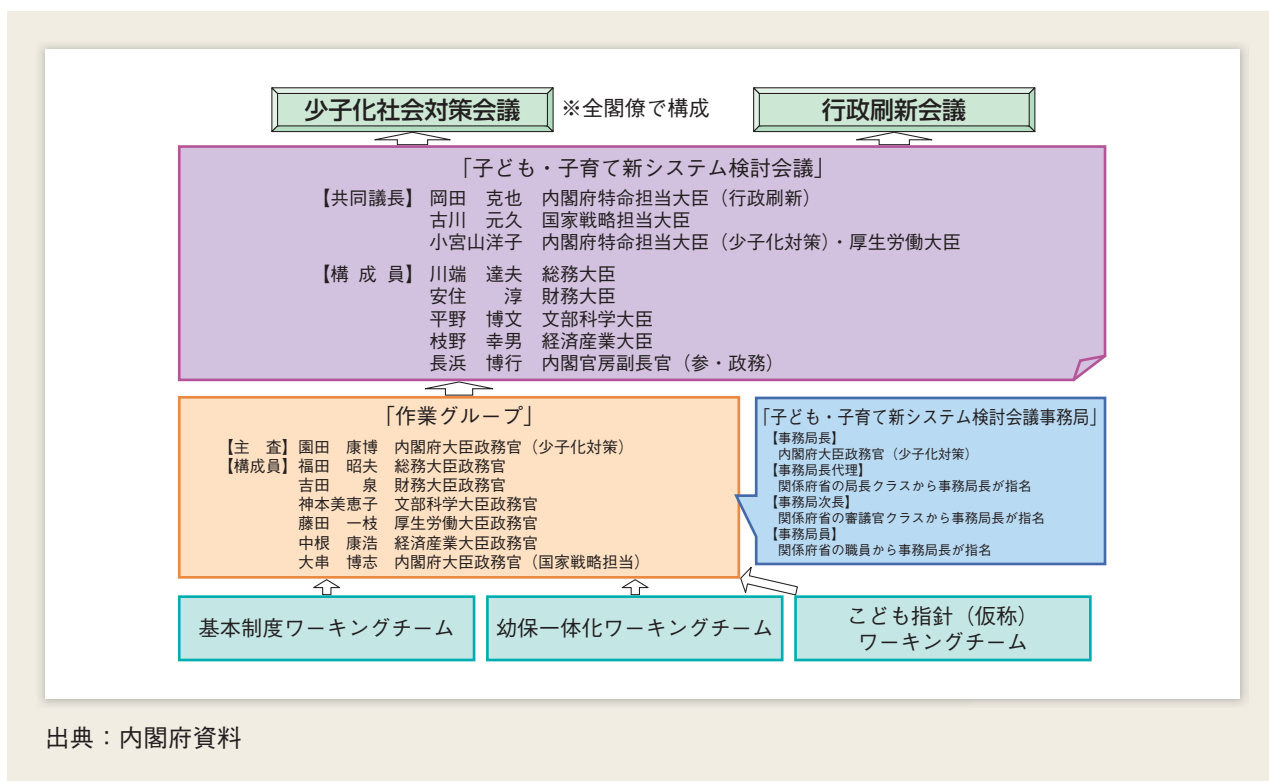 少子化社会対策会議 ※全閣僚で構成
行政刷新会議
「子ども・子育て新システム検討会議」
【共同議長】 岡田 克也 内閣府特命担当大臣(行政刷新)
古川 元久 国家戦略担当大臣
小宮山洋子 内閣府特命担当大臣(少子化対策)・厚生労働大臣
【構成員】 川端 達夫 総務大臣
安住 淳 財務大臣
平野 博文 文部科学大臣
枝野 幸男 経済産業大臣
長浜 博行 内閣官房副長官(参・政務)
「作業グループ」
【主 査】 園田 康博 内閣府大臣政務官(少子化対策)
【構成員】 福田 昭夫 総務大臣政務官
吉田 泉 財務大臣政務官
神本美恵子 文部科学大臣政務官
藤田 一枝 厚生労働大臣政務官
中根 康浩 経済産業大臣政務官
大串 博志 内閣府大臣政務官(国家戦略担当)
「子ども・子育て新システム検討会議事務局」
【事務局長】
内閣府大臣政務官(少子化対策)
【事務局長代理】
関係府省の局長クラスから事務局長が指名
【事務局次長】
関係府省の審議官クラスから事務局長が指名
【事務局員】
関係府省の職員から事務局長が指名
基本制度ワーキングチーム
幼保一体化ワーキングチーム
こども指針(仮称)
ワーキングチーム
出典:内閣府資料